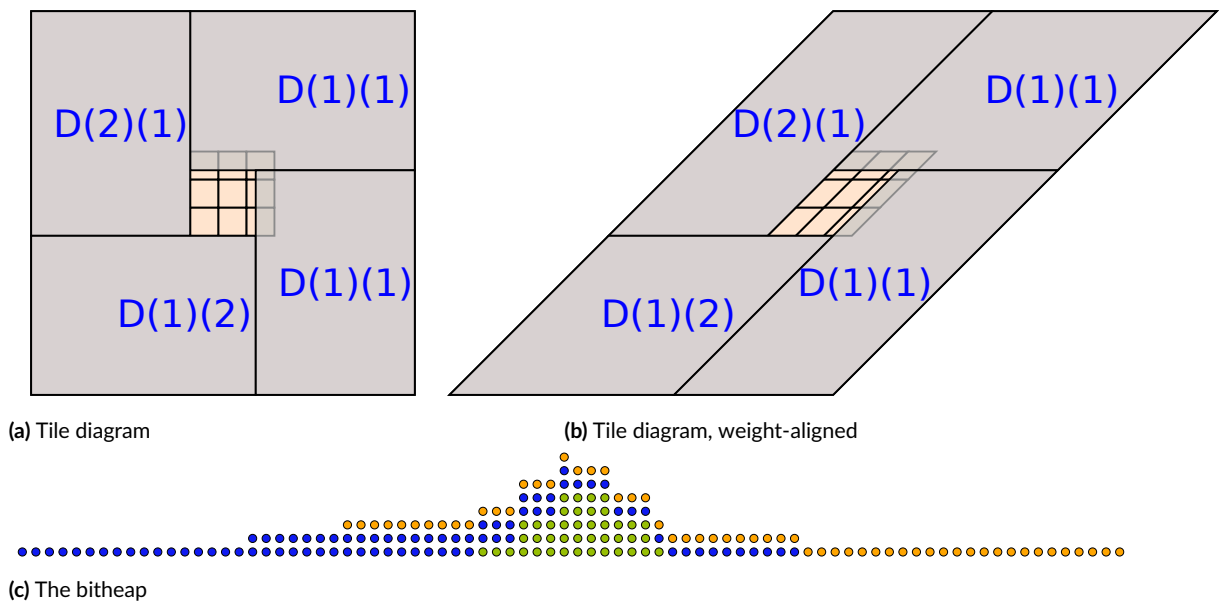 D(1)(1)
D(2)(1)
D(1)(1)
D(1)(2)
D(1)(1)
D(2)(1)
D(1)(1)
D(1)(2)
(a) Tile diagram
(b) Tile diagram, weight-aligned
(c) The bitheap